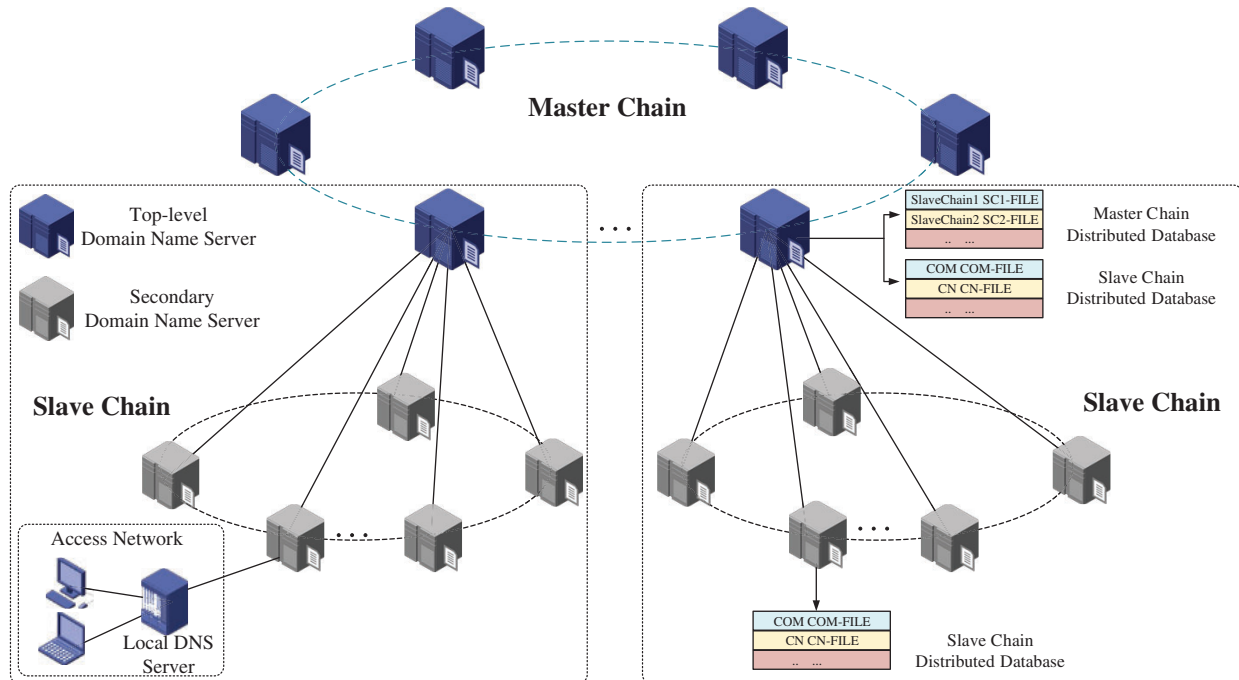 Master Chain
Top-level
Domain Name Server
Secondary
Domain Name Server
Slave Chain
Access Network
Local DNS
Server
. . .
. . .
SlaveChain1 SC1-FILE
SlaveChain2 SC2-FILE
.. ...
Master Chain
Distributed Database
COM COM-FILE
CN CN-FILE
.. ...
Slave Chain
Distributed Database
Slave Chain
. . .
COM COM-FILE
CN CN-FILE
.. ...
Slave Chain
Distributed Database